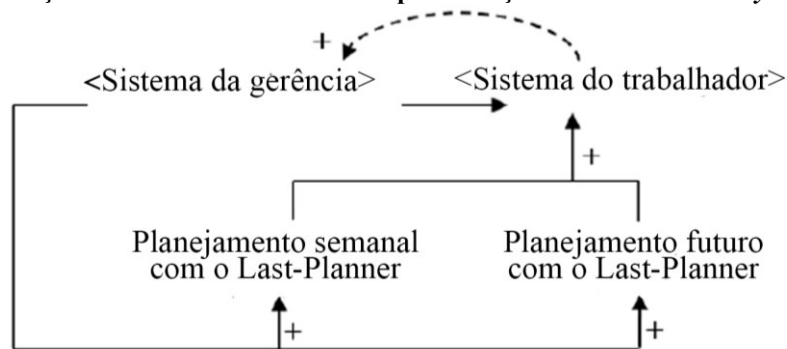 +
<Sistema da gerência> <Sistema do trabalhador>
+
Planejamento semanal Planejamento futuro
com o Last-Planner com o Last-Planner
+ +